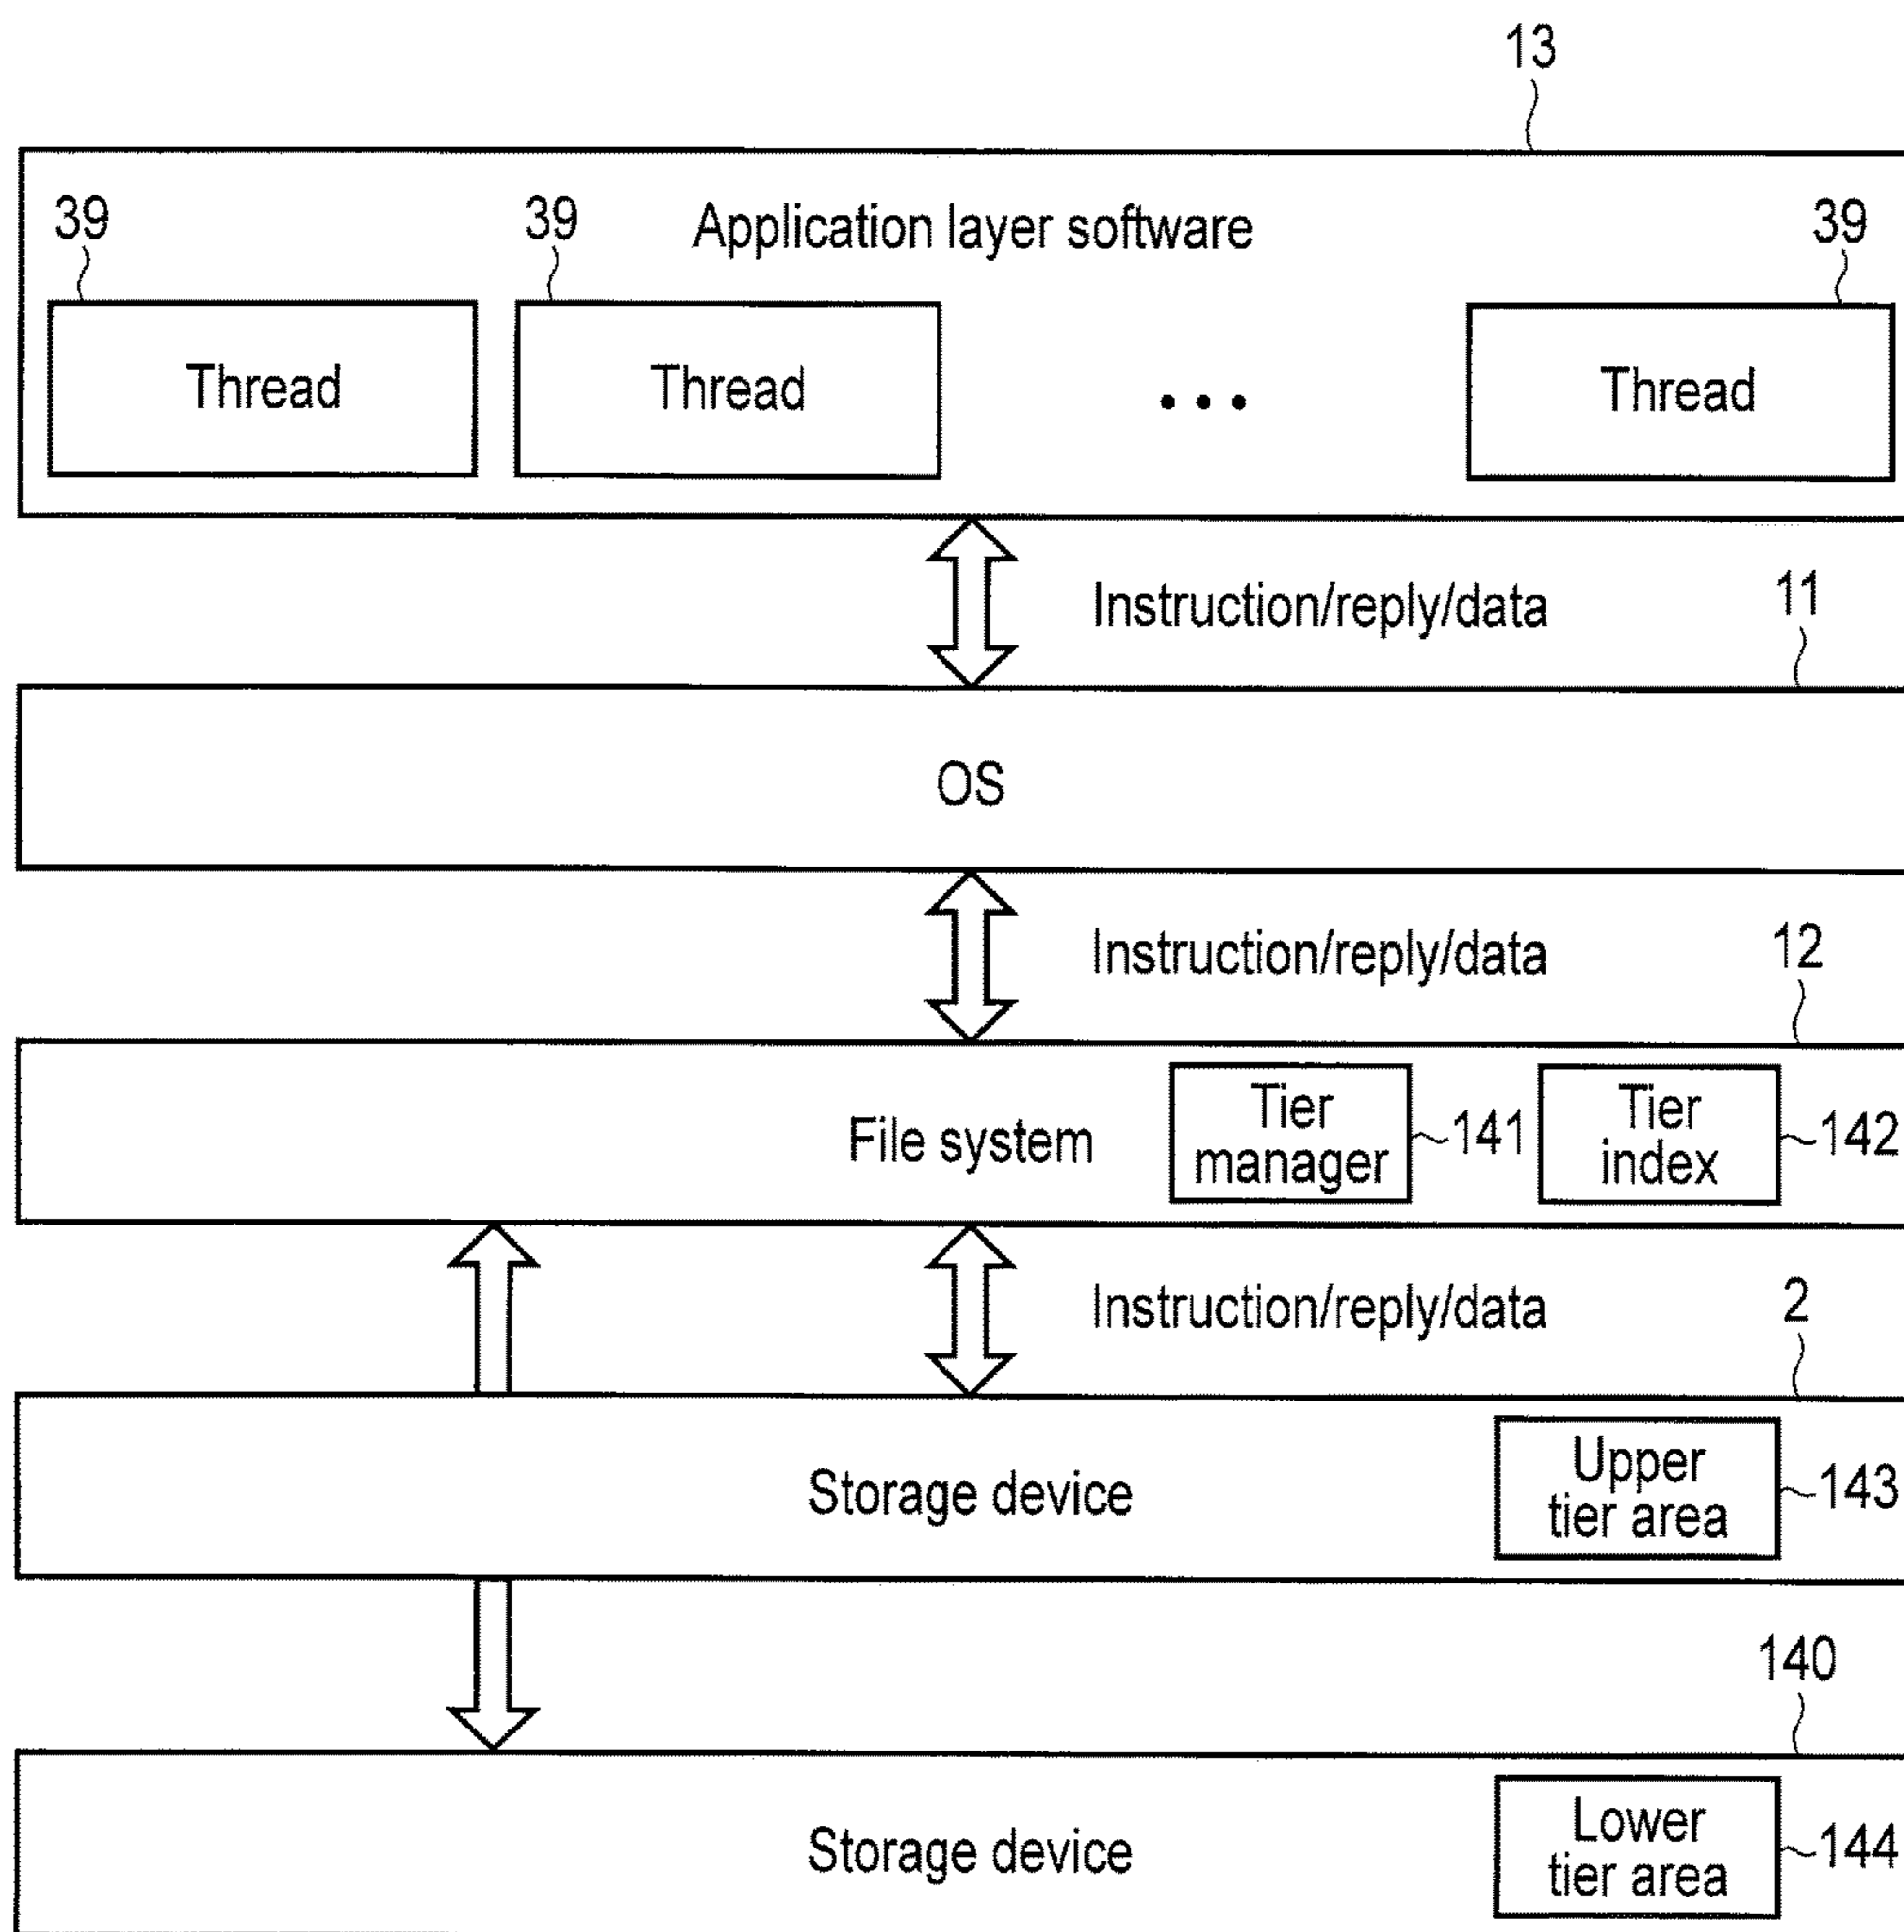 13
39
39
Application layer software
39
Thread
Thread
• • •
Thread
Instruction/reply/data
11
OS
Instruction/reply/data
12
File system
Tier
manager
141
Tier
index
142
Instruction/reply/data
2
Storage device
Upper
tier area
143
140
Storage device
Lower
tier area
144